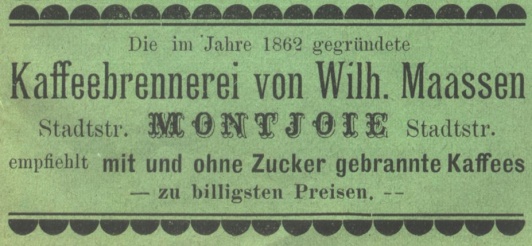 Die im Jahre 1862 gegründete
Kaffeebrennerei von Wilh. Maassen
Stadtstr. MONTJOIE Stadtstr.
empfiehlt mit und ohne Zucker gebrannte Kaffees
— zu billigsten Preisen. --